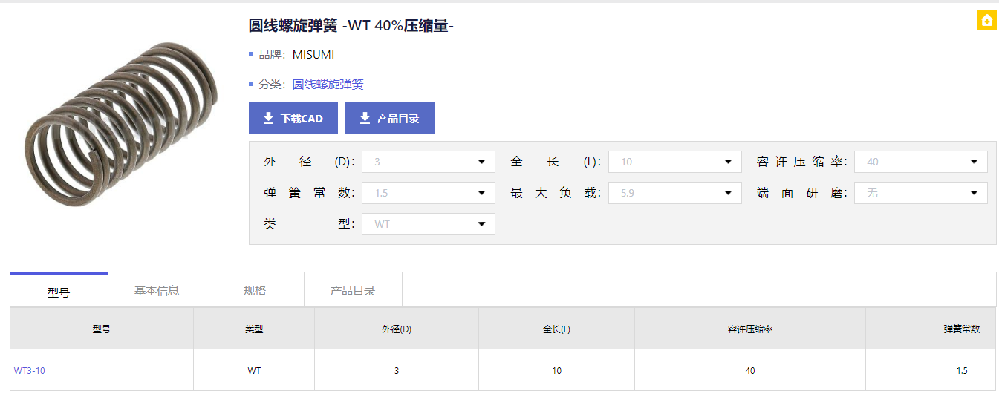 圆线螺旋弹簧 -WT 40%压缩量-
品牌：MISUMI
分类：圆线螺旋弹簧
下载CAD 产品目录
外径(D)： 3 全长(L)： 10 容许压缩率： 40
弹簧常数： 1.5 最大负载： 5.9 端面研磨： 无
类型： WT
型号 基本信息 规格 产品目录
型号 类型 外径(D) 全长(L) 容许压缩率 弹簧常数
WT3-10 WT 3 10 40 1.5